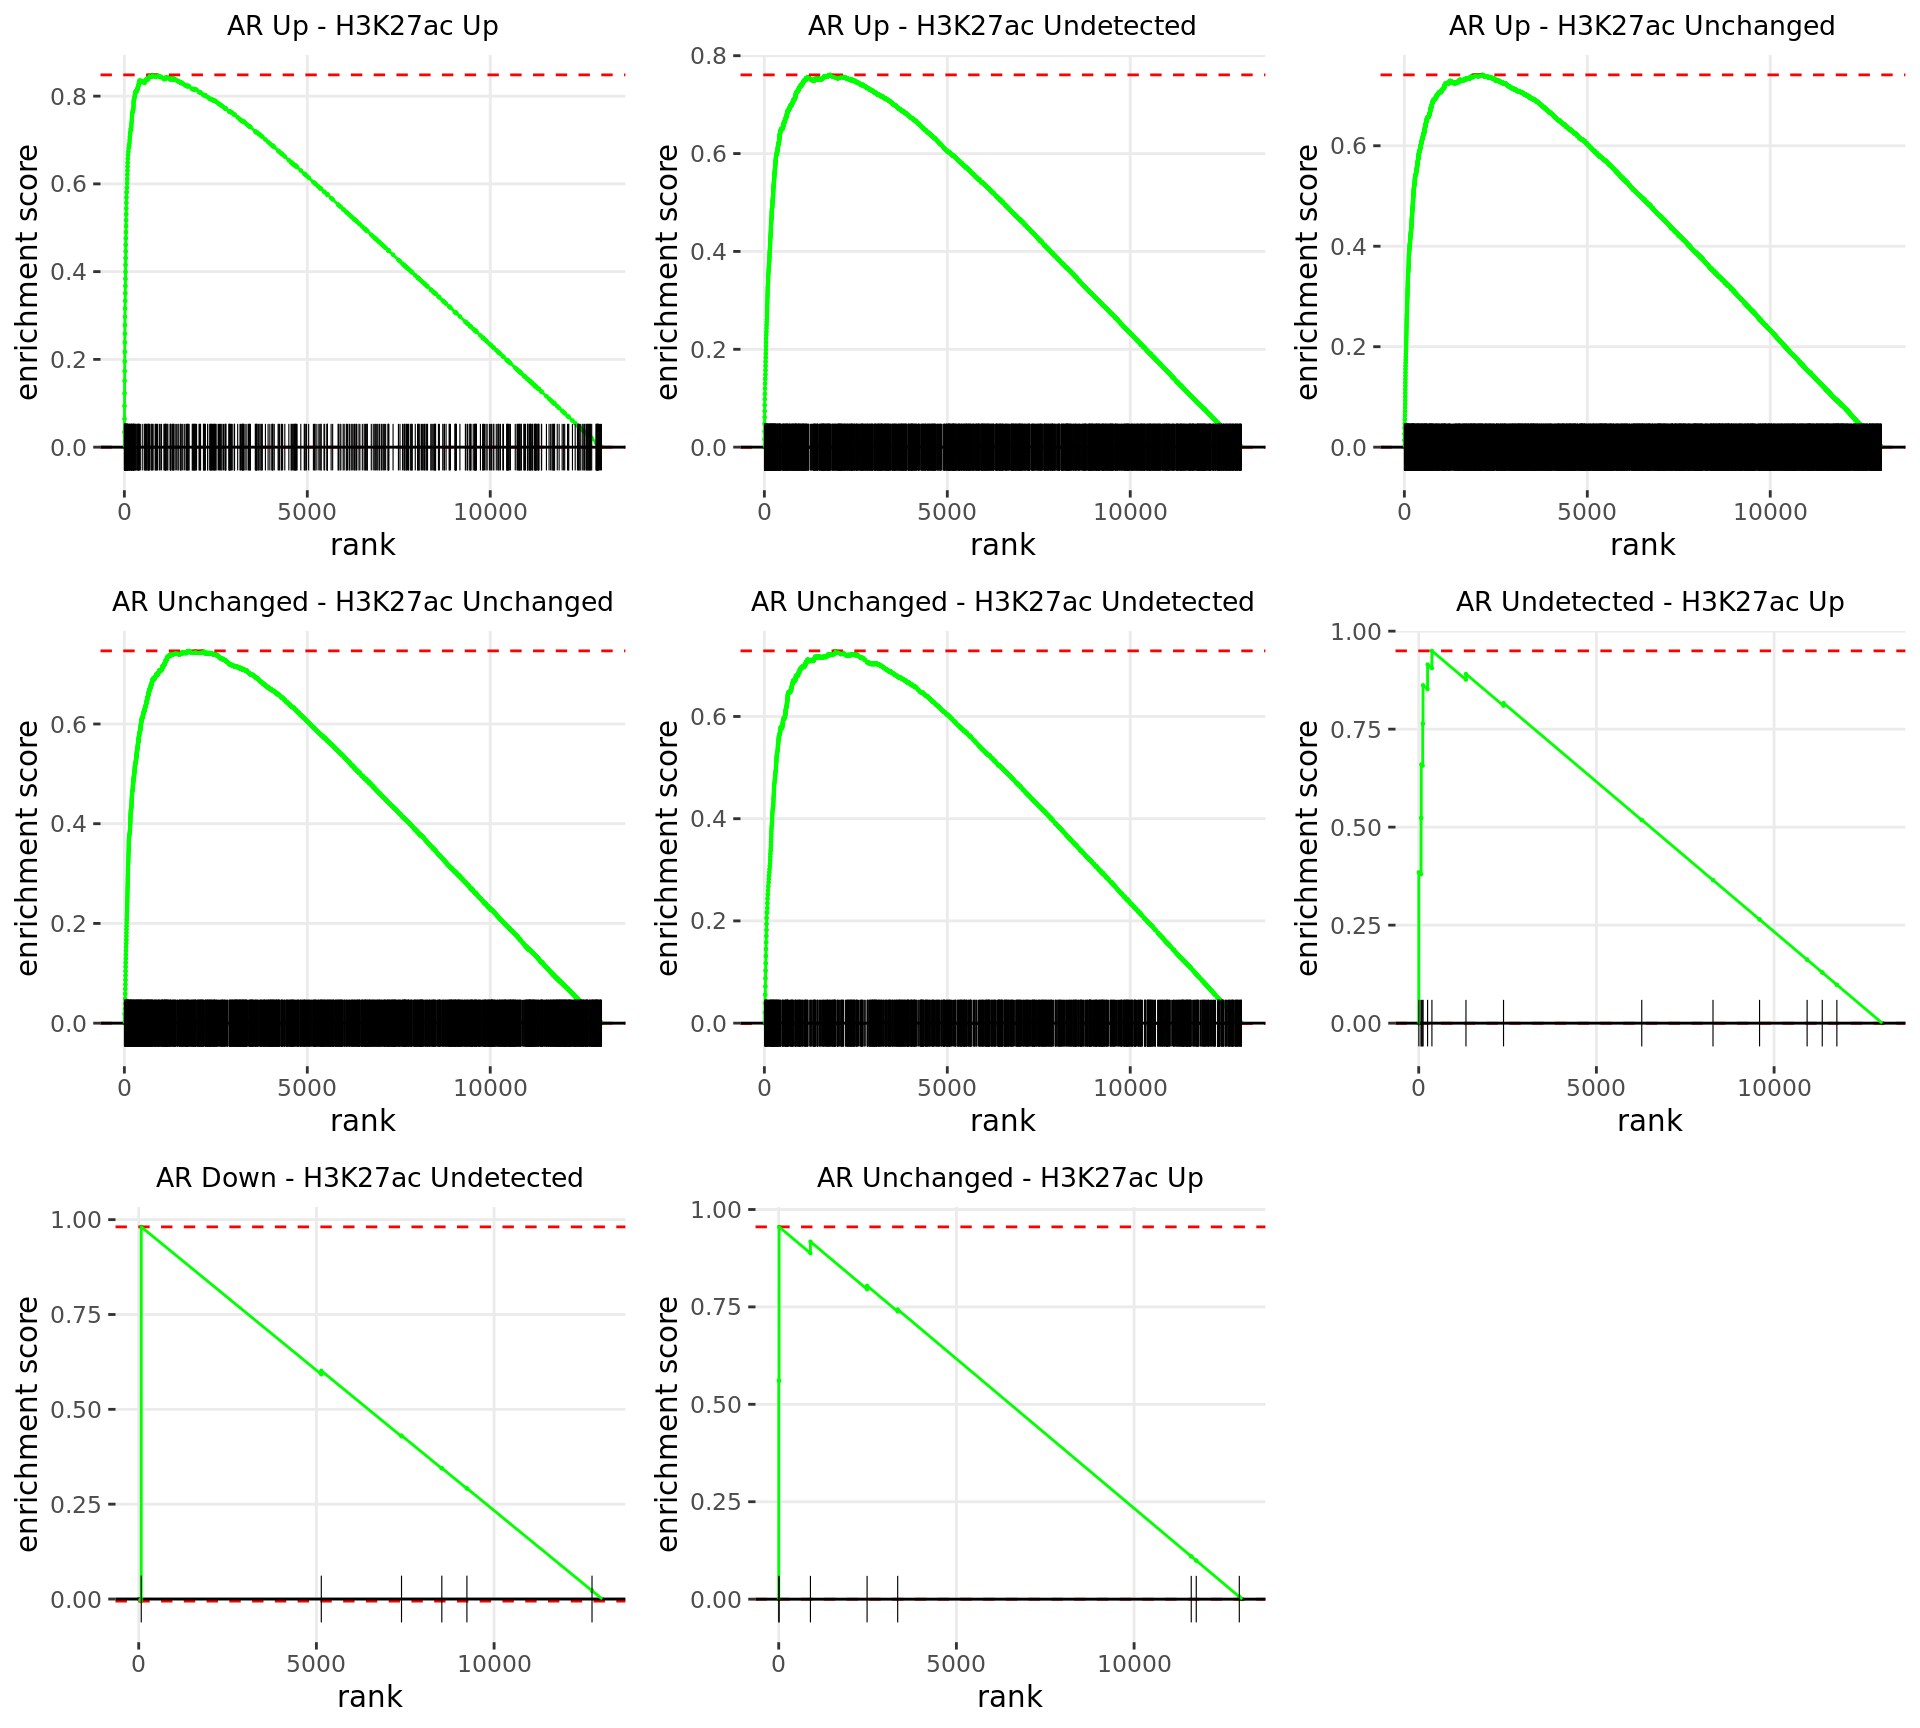 AR Up - H3K27ac Up
enrichment score
0.8
0.6
0.4
0.2
0.0
0
5000
10000
rank
AR Up - H3K27ac Undetected
enrichment score
0.8
0.6
0.4
0.2
0.0
0
5000
10000
rank
AR Up - H3K27ac Unchanged
enrichment score
0.6
0.4
0.2
0.0
0
5000
10000
rank
AR Unchanged - H3K27ac Unchanged
enrichment score
0.6
0.4
0.2
0.0
0
5000
10000
rank
AR Unchanged - H3K27ac Undetected
enrichment score
0.6
0.4
0.2
0.0
0
5000
10000
rank
AR Undetected - H3K27ac Up
enrichment score
1.00
0.75
0.50
0.25
0.00
0
5000
10000
rank
AR Down - H3K27ac Undetected
enrichment score
1.00
0.75
0.50
0.25
0.00
0
5000
10000
rank
AR Unchanged - H3K27ac Up
enrichment score
1.00
0.75
0.50
0.25
0.00
0
5000
10000
rank